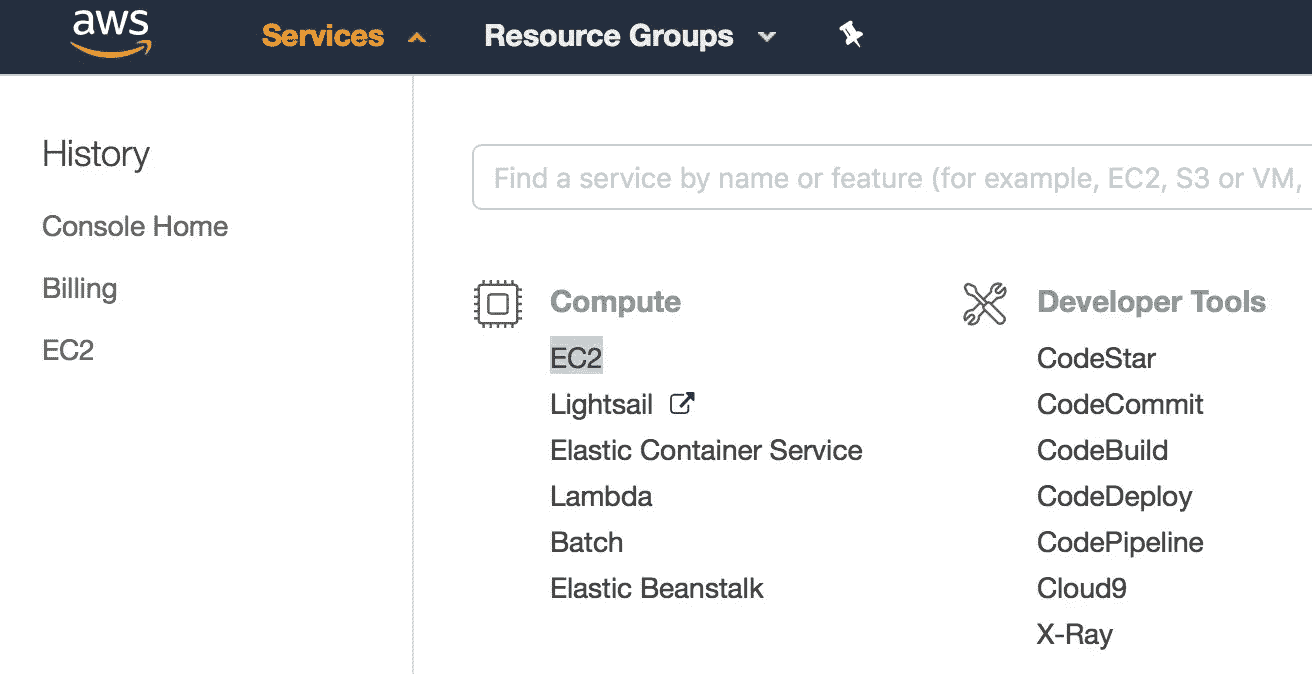 aws
Services
Resource Groups
History
Console Home
Billing
EC2
Find a service by name or feature (for example, EC2, S3 or VM,
Compute
EC2
Lightsail
Elastic Container Service
Lambda
Batch
Elastic Beanstalk
Developer Tools
CodeStar
CodeCommit
CodeBuild
CodeDeploy
CodePipeline
Cloud9
X-Ray